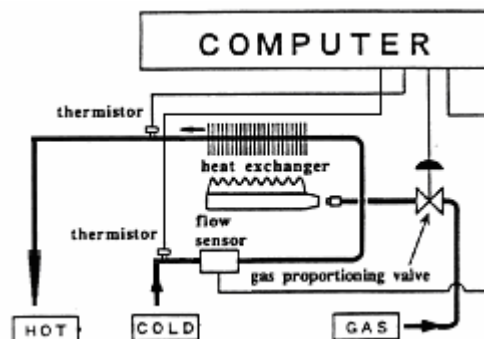 COMPUTER
thermistor
heat exchanger
thermistor
flow
sensor
gas proportioning valve
HOT
COLD
GAS